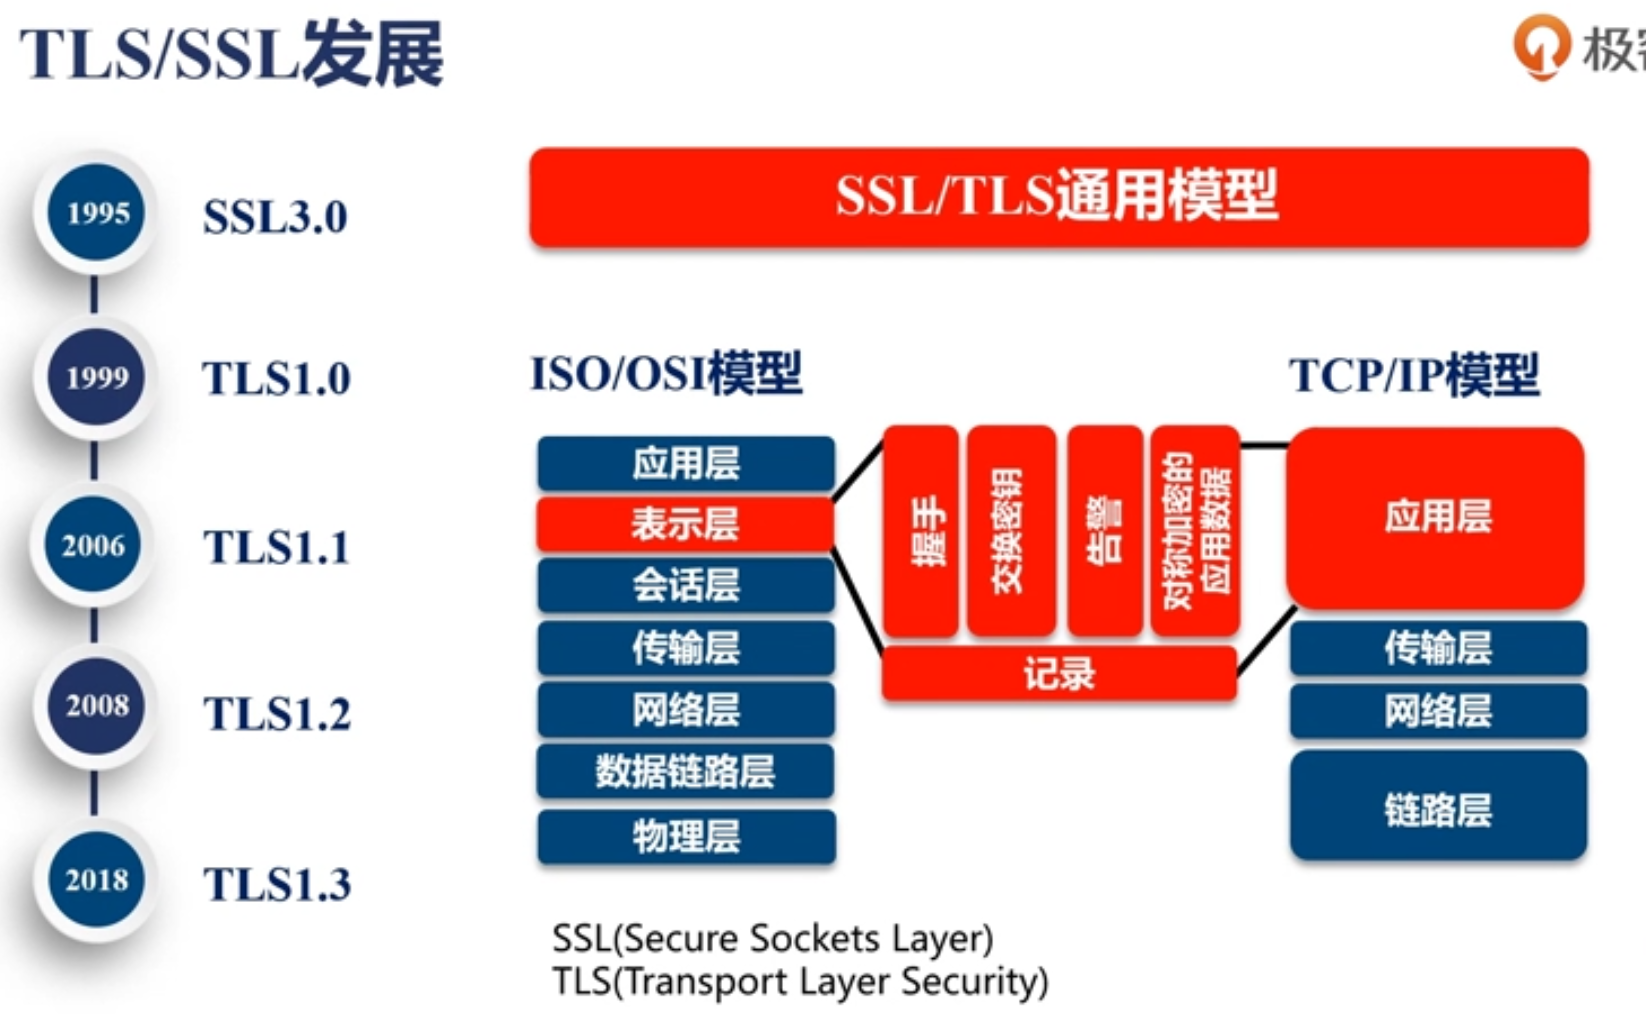 TLS/SSL发展
极客
1995
SSL3.0
1999
TLS1.0
2006
TLS1.1
2008
TLS1.2
2018
TLS1.3
SSL/TLS通用模型
ISO/OSI模型
应用层
表示层
会话层
传输层
网络层
数据链路层
物理层
握手
交换密钥
告警
对称加密的
应用数据
记录
TCP/IP模型
应用层
传输层
网络层
链路层
SSL(Secure Sockets Layer)
TLS(Transport Layer Security)